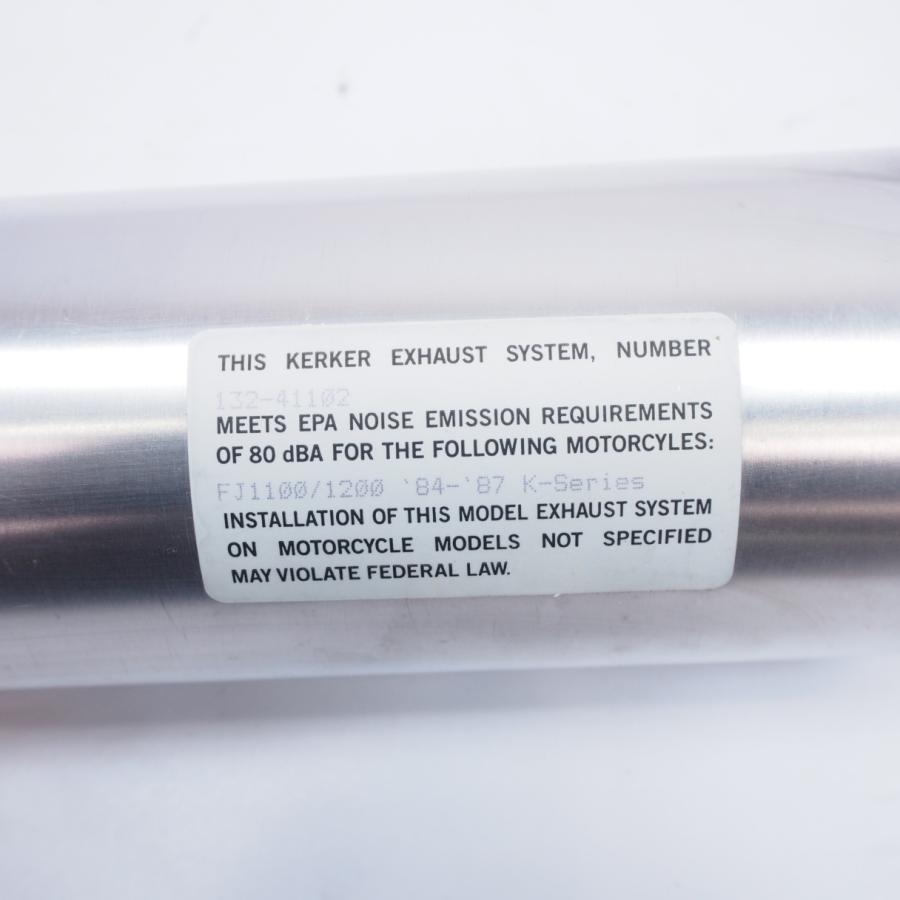 THIS KERKER EXHAUST SYSTEM, NUMBER
132-41102
MEETS EPA NOISE EMISSION REQUIREMENTS
OF 80 dBA FOR THE FOLLOWING MOTORCYLES:
FJ1100/1200 '84-'87 K-Series
INSTALLATION OF THIS MODEL EXHAUST SYSTEM
ON MOTORCYCLE MODELS NOT SPECIFIED
MAY VIOLATE FEDERAL LAW.